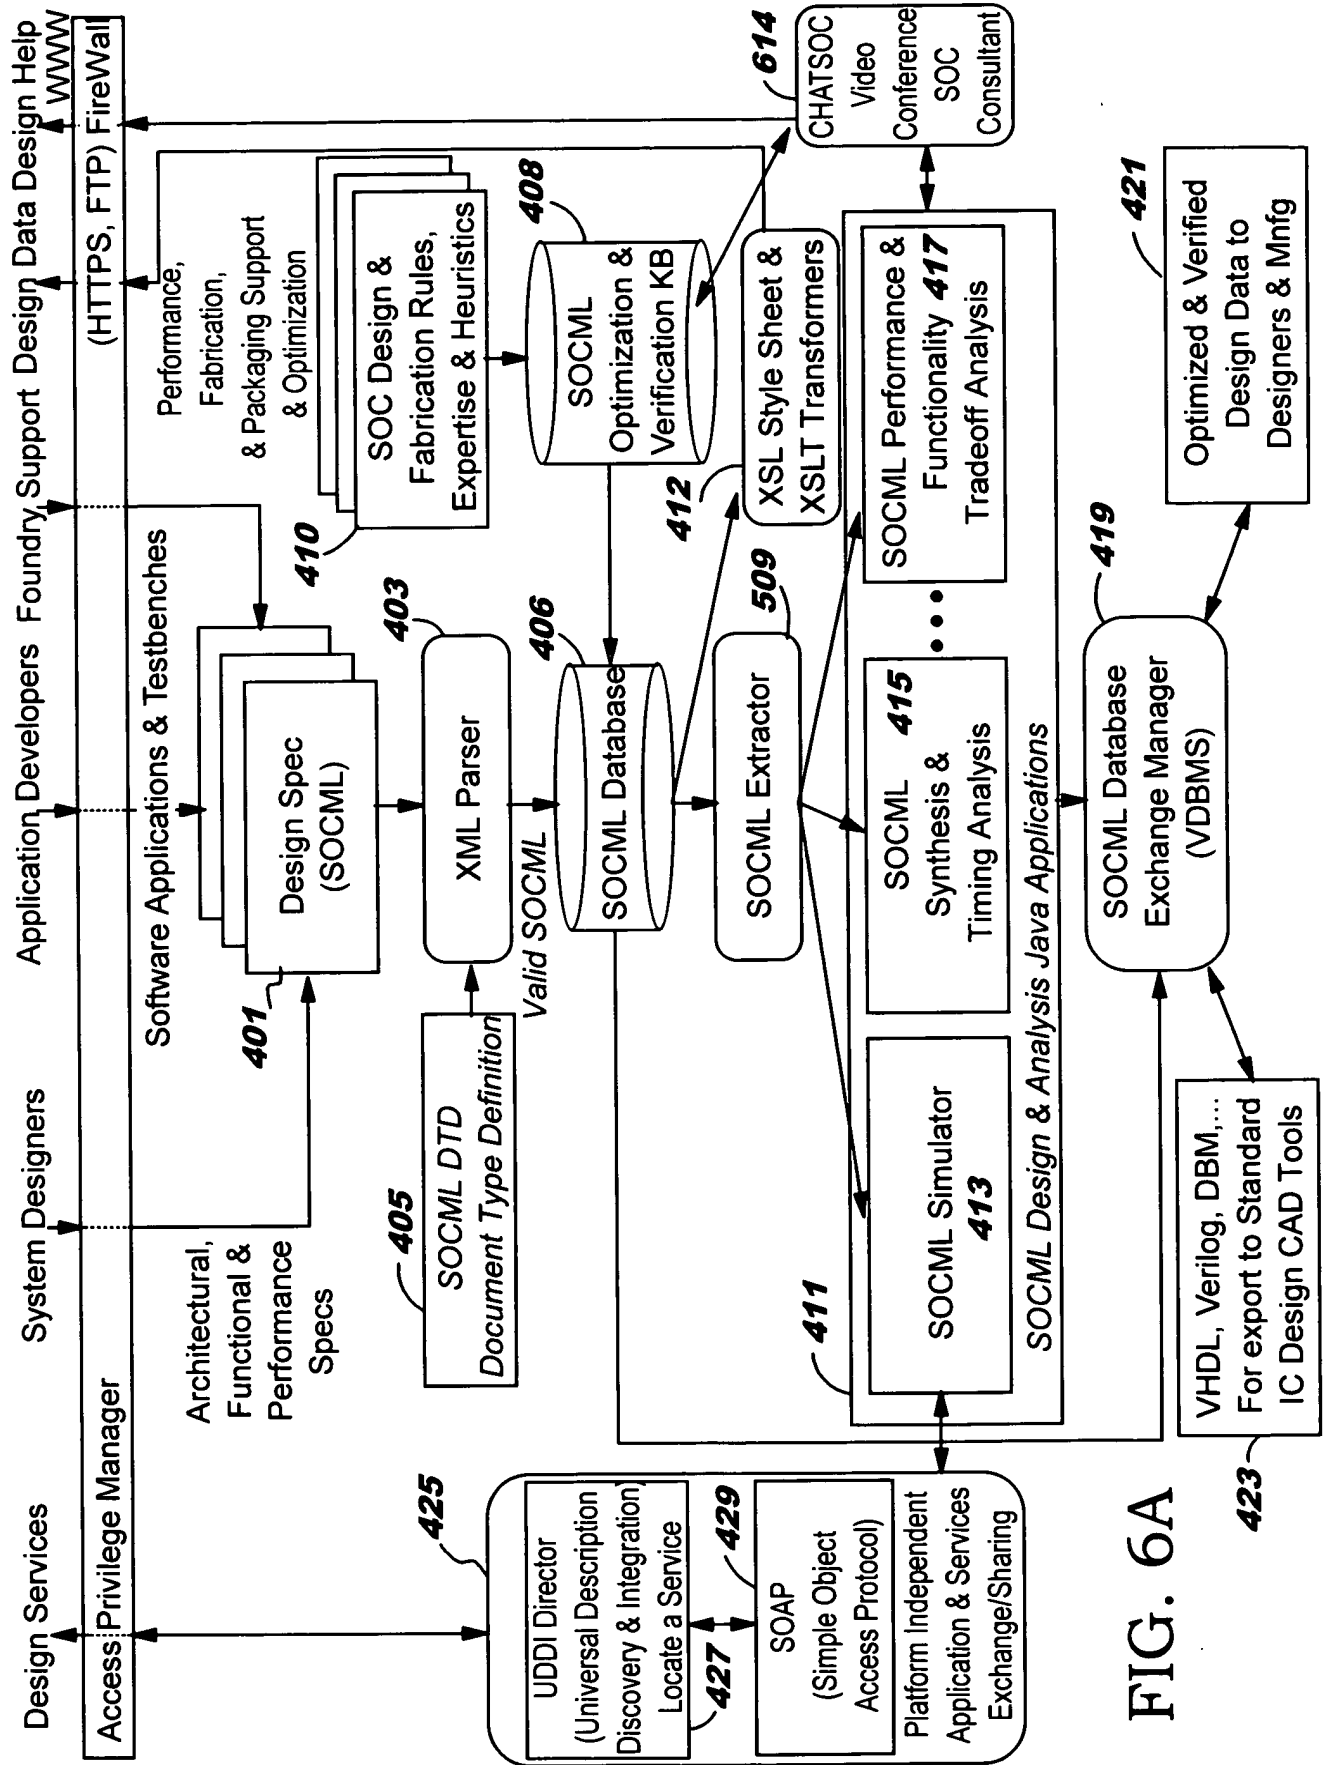 Design Services
System Designers
Application Developers
Foundry Support
Design Data
Design Help
WWW
Access Privilege Manager
(HTTPS, FTP) FireWall
Architectural,
Functional &
Performance
Specs
Software Applications & Testbenches
Performance,
Fabrication,
& Packaging Support
& Optimization
401
Design Spec
(SOCML)
410
SOC Design &
Fabrication Rules,
Expertise & Heuristics
405
SOCML DTD
Document Type Definition
403
XML Parser
Valid SOCML
406
SOCML Database
408
SOCML
Optimization &
Verification KB
425
UDDI Director
(Universal Description
Discovery & Integration)
Locate a Service
427
429
SOAP
(Simple Object
Access Protocol)
Platform Independent
Application & Services
Exchange/Sharing
509
SOCML Extractor
412
XSL Style Sheet &
XSLT Transformers
614
CHATSOC
Video
Conference
SOC
Consultant
411
SOCML Simulator
413
SOCML
415
Synthesis &
Timing Analysis
SOCML Performance &
Functionality 417
Tradeoff Analysis
SOCML Design & Analysis Java Applications
419
SOCML Database
Exchange Manager
(VDBMS)
423
VHDL, Verilog, DBM,...
For export to Standard
IC Design CAD Tools
421
Optimized & Verified
Design Data to
Designers & Mnfg
FIG. 6A